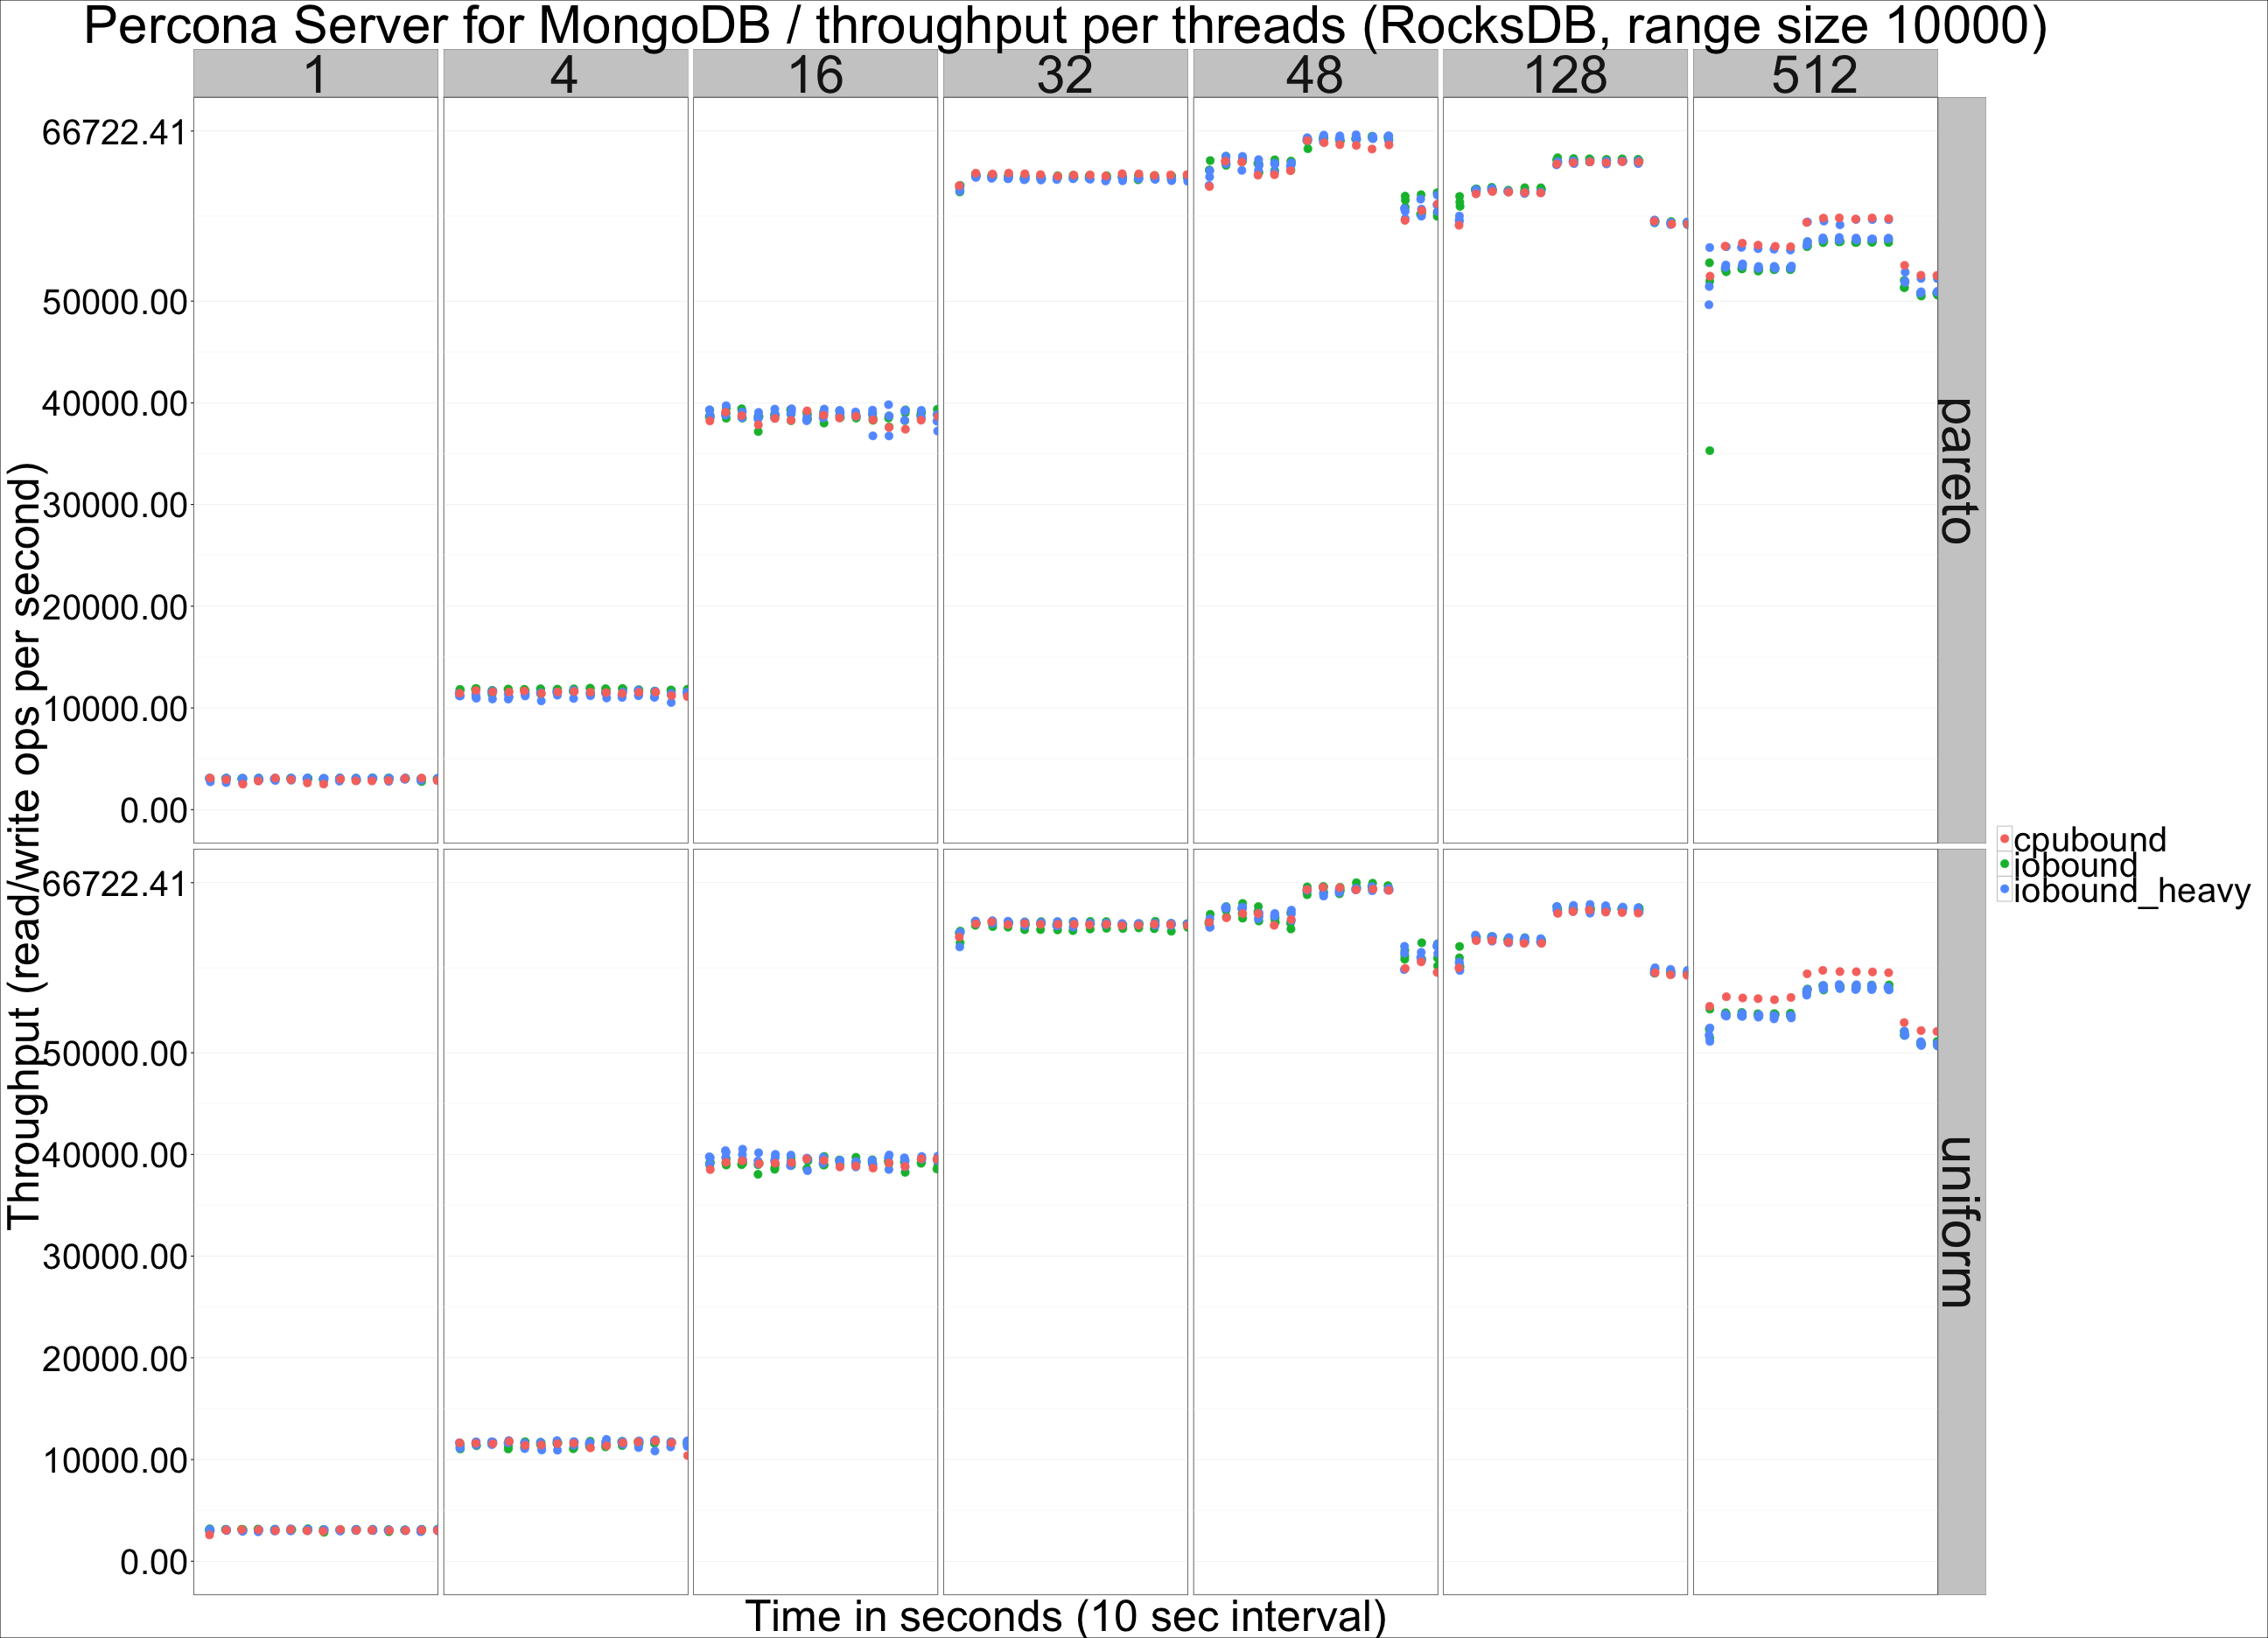 Percona Server for MongoDB / throughput per threads (RocksDB, range size 10000)
1 4 16 32 48 128 512
66722.41
50000.00
40000.00
30000.00
20000.00
10000.00
0.00
pareto
66722.41
50000.00
40000.00
30000.00
20000.00
10000.00
0.00
uniform
Throughput (read/write ops per second)
Time in seconds (10 sec interval)
cpubound
iobound
iobound_heavy